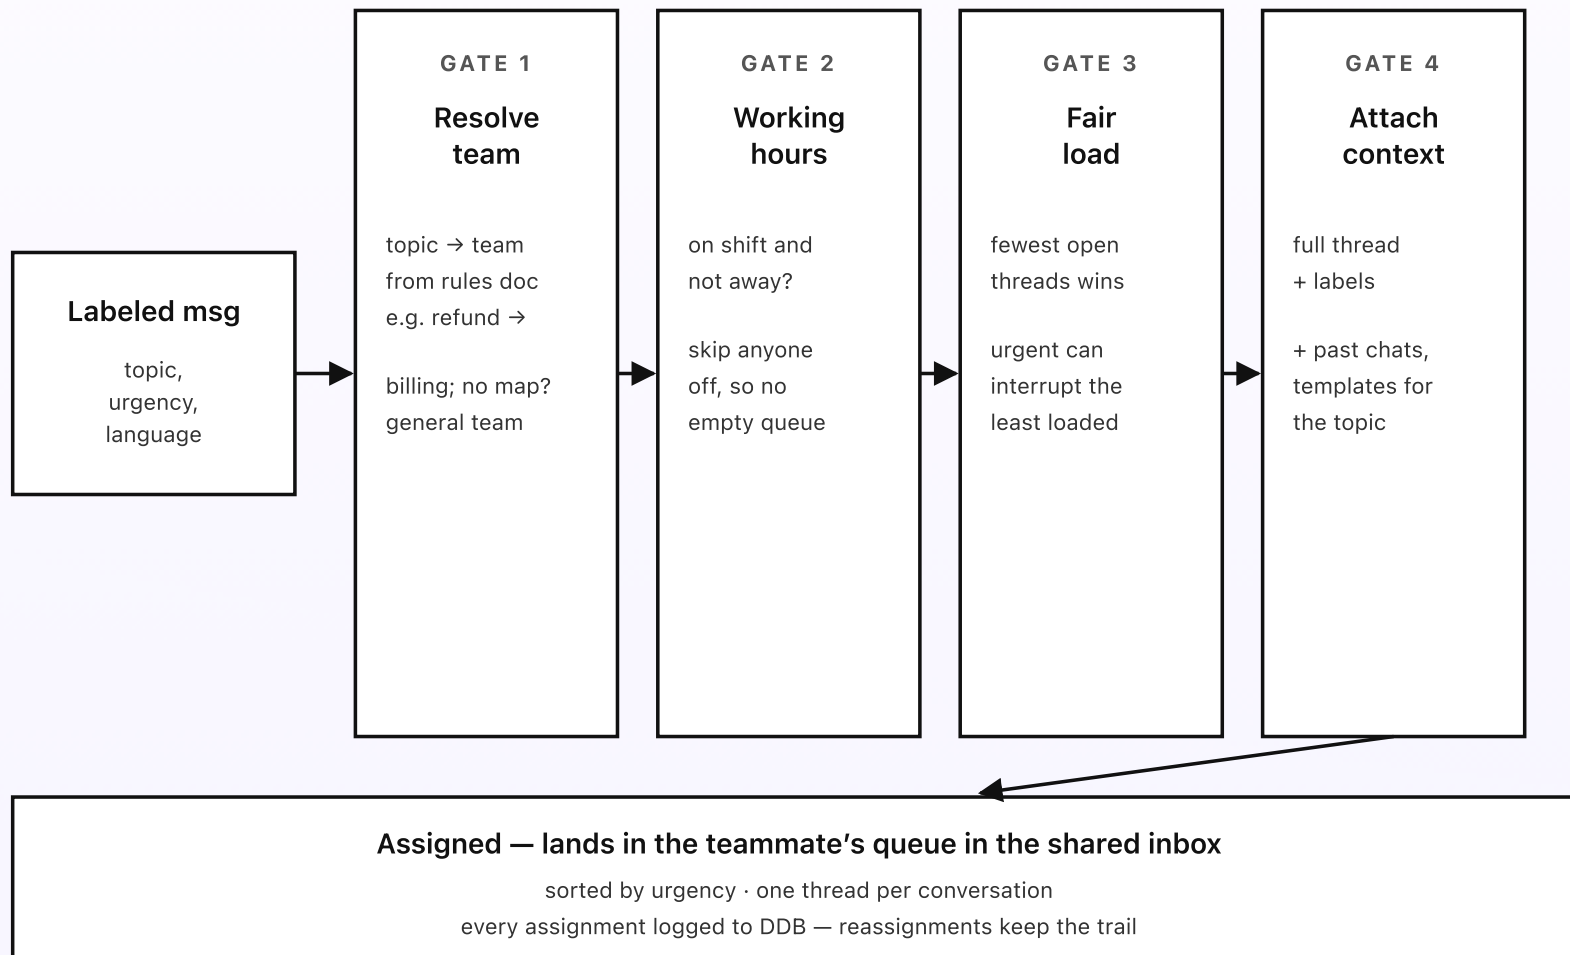 Labeled msg
topic,
urgency,
language
GATE 1
Resolve
team
topic → team
from rules doc
e.g. refund →
billing; no map?
general team
GATE 2
Working
hours
on shift and
not away?
skip anyone
off, so no
empty queue
GATE 3
Fair
load
fewest open
threads wins
urgent can
interrupt the
least loaded
GATE 4
Attach
context
full thread
+ labels
+ past chats,
templates for
the topic
Assigned — lands in the teammate’s queue in the shared inbox
sorted by urgency · one thread per conversation
every assignment logged to DDB — reassignments keep the trail